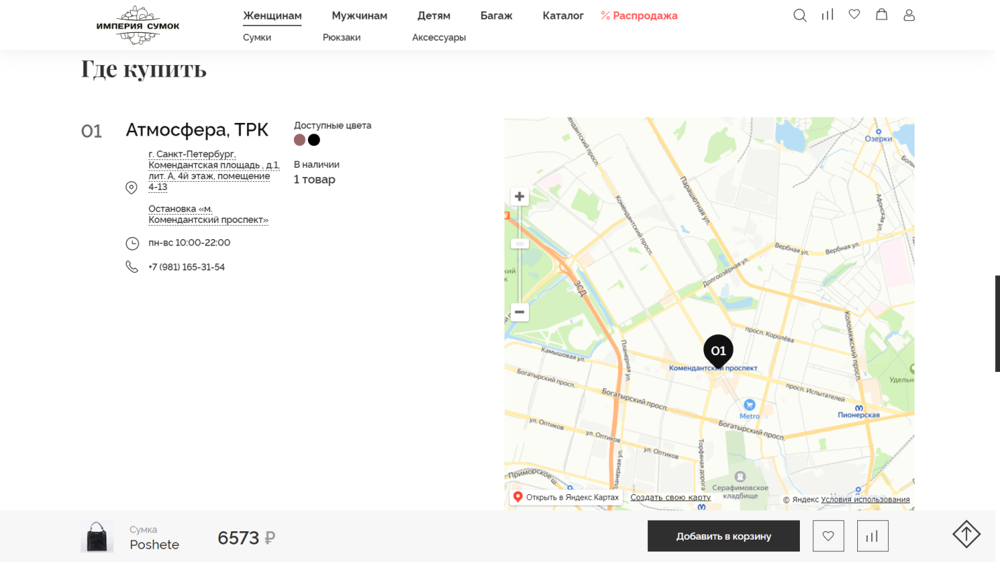 ИМПЕРИЯ СУМОК
Женщинам
Мужчинам
Детям
Багаж
Каталог
% Распродажа
Сумки
Рюкзаки
Аксессуары
Где купить
01
Атмосфера, ТРК
г. Санкт-Петербург,
Комендантская площадь , д.1,
лит. А, 4й этаж, помещение
4-13
Остановка «м.
Комендантский проспект»
пн-вс 10:00-22:00
+7 (981) 165-31-54
Доступные цвета
В наличии
1 товар
Озерки
Парашютная ул.
Комендантский просп.
Афонская ул.
Вербная ул.
Вербная ул.
Долгоозёрная ул.
ЗСД
просп. Королёва
Коломяжский просп.
01
Комендантский проспект
Камышовая ул.
Планерная ул.
Богатырский просп.
Богатырский просп.
просп. Испытателей
Удельн
Metro
Пионерская
Богатырский просп.
ул. Оптиков
ул. Оптиков
ул. Оптиков
Торфяная дорога
Планерная ул.
Приморское ш.
Серафимовское
кладбище
Открыть в Яндекс.Картах
Создать свою карту
© Яндекс Условия использования
Сумка
Poshete
6573 ₽
Добавить в корзину